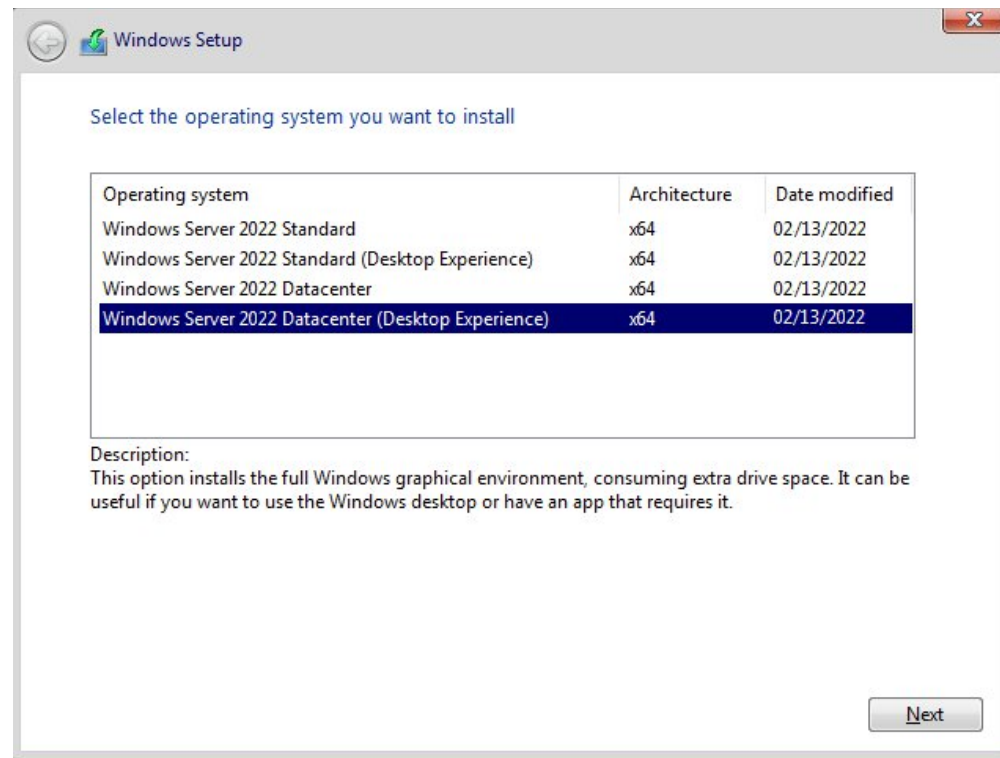 Windows Setup
Select the operating system you want to install
Operating system Architecture Date modified
Windows Server 2022 Standard x64 02/13/2022
Windows Server 2022 Standard (Desktop Experience) x64 02/13/2022
Windows Server 2022 Datacenter x64 02/13/2022
Windows Server 2022 Datacenter (Desktop Experience) x64 02/13/2022
Description:
This option installs the full Windows graphical environment, consuming extra drive space. It can be
useful if you want to use the Windows desktop or have an app that requires it.
Next